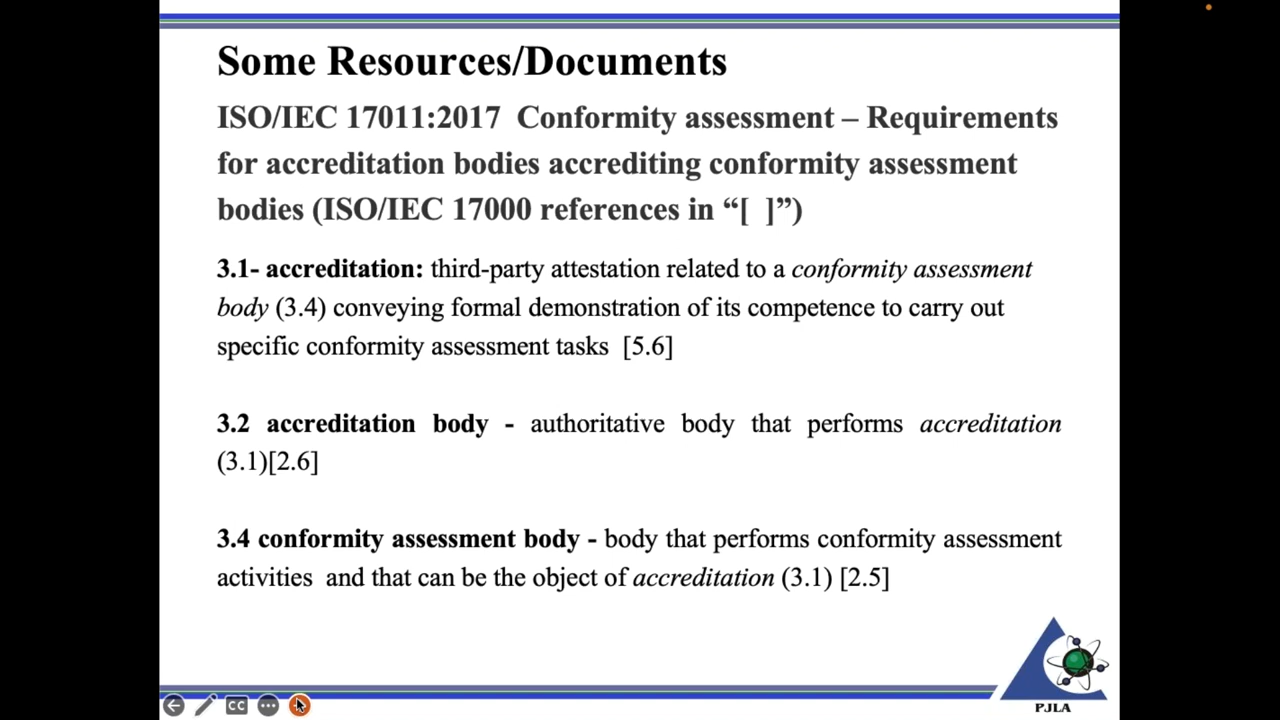 Some Resources/Documents
ISO/IEC 17011:2017  Conformity assessment – Requirements
for accreditation bodies accrediting conformity assessment
bodies (ISO/IEC 17000 references in “[  ]”)
3.1- accreditation: third-party attestation related to a conformity assessment
body (3.4) conveying formal demonstration of its competence to carry out
specific conformity assessment tasks  [5.6]
3.2 accreditation body - authoritative body that performs accreditation
(3.1)[2.6]
3.4 conformity assessment body - body that performs conformity assessment
activities  and that can be the object of accreditation (3.1) [2.5]
CC
PJLA